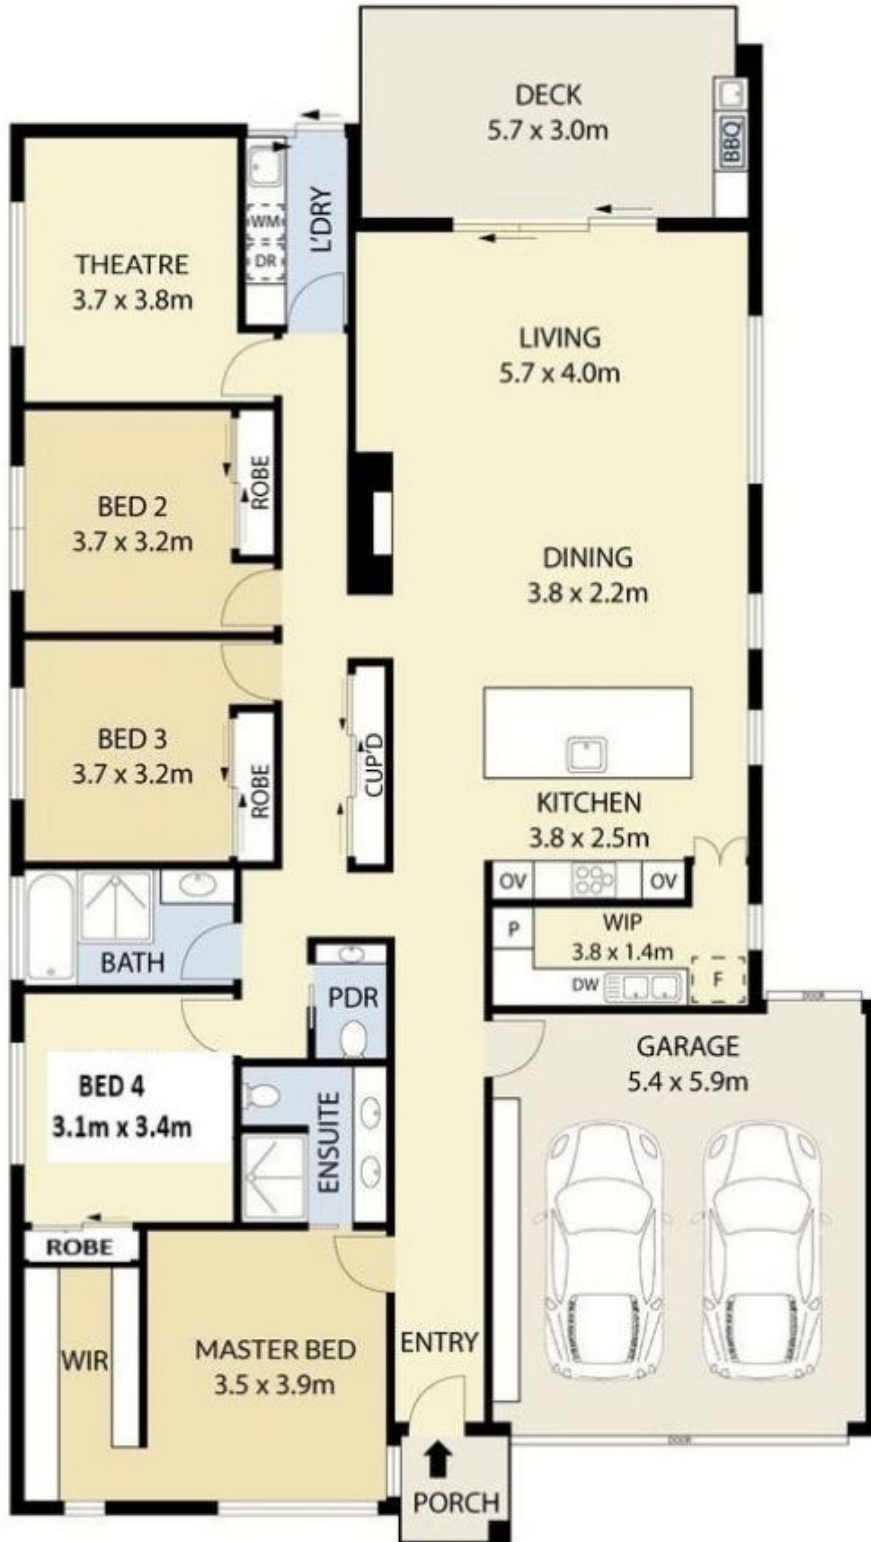 DECK
5.7 x 3.0m
BBQ
L'DRY
WM
DR
THEATRE
3.7 x 3.8m
LIVING
5.7 x 4.0m
BED 2
3.7 x 3.2m
ROBE
DINING
3.8 x 2.2m
BED 3
3.7 x 3.2m
ROBE
CUP'D
KITCHEN
3.8 x 2.5m
OV
OV
P
WIP
3.8 x 1.4m
DW
F
BATH
PDR
DOOR
GARAGE
5.4 x 5.9m
BED 4
3.1m x 3.4m
ENSUITE
ROBE
WIR
MASTER BED
3.5 x 3.9m
ENTRY
DOOR
PORCH